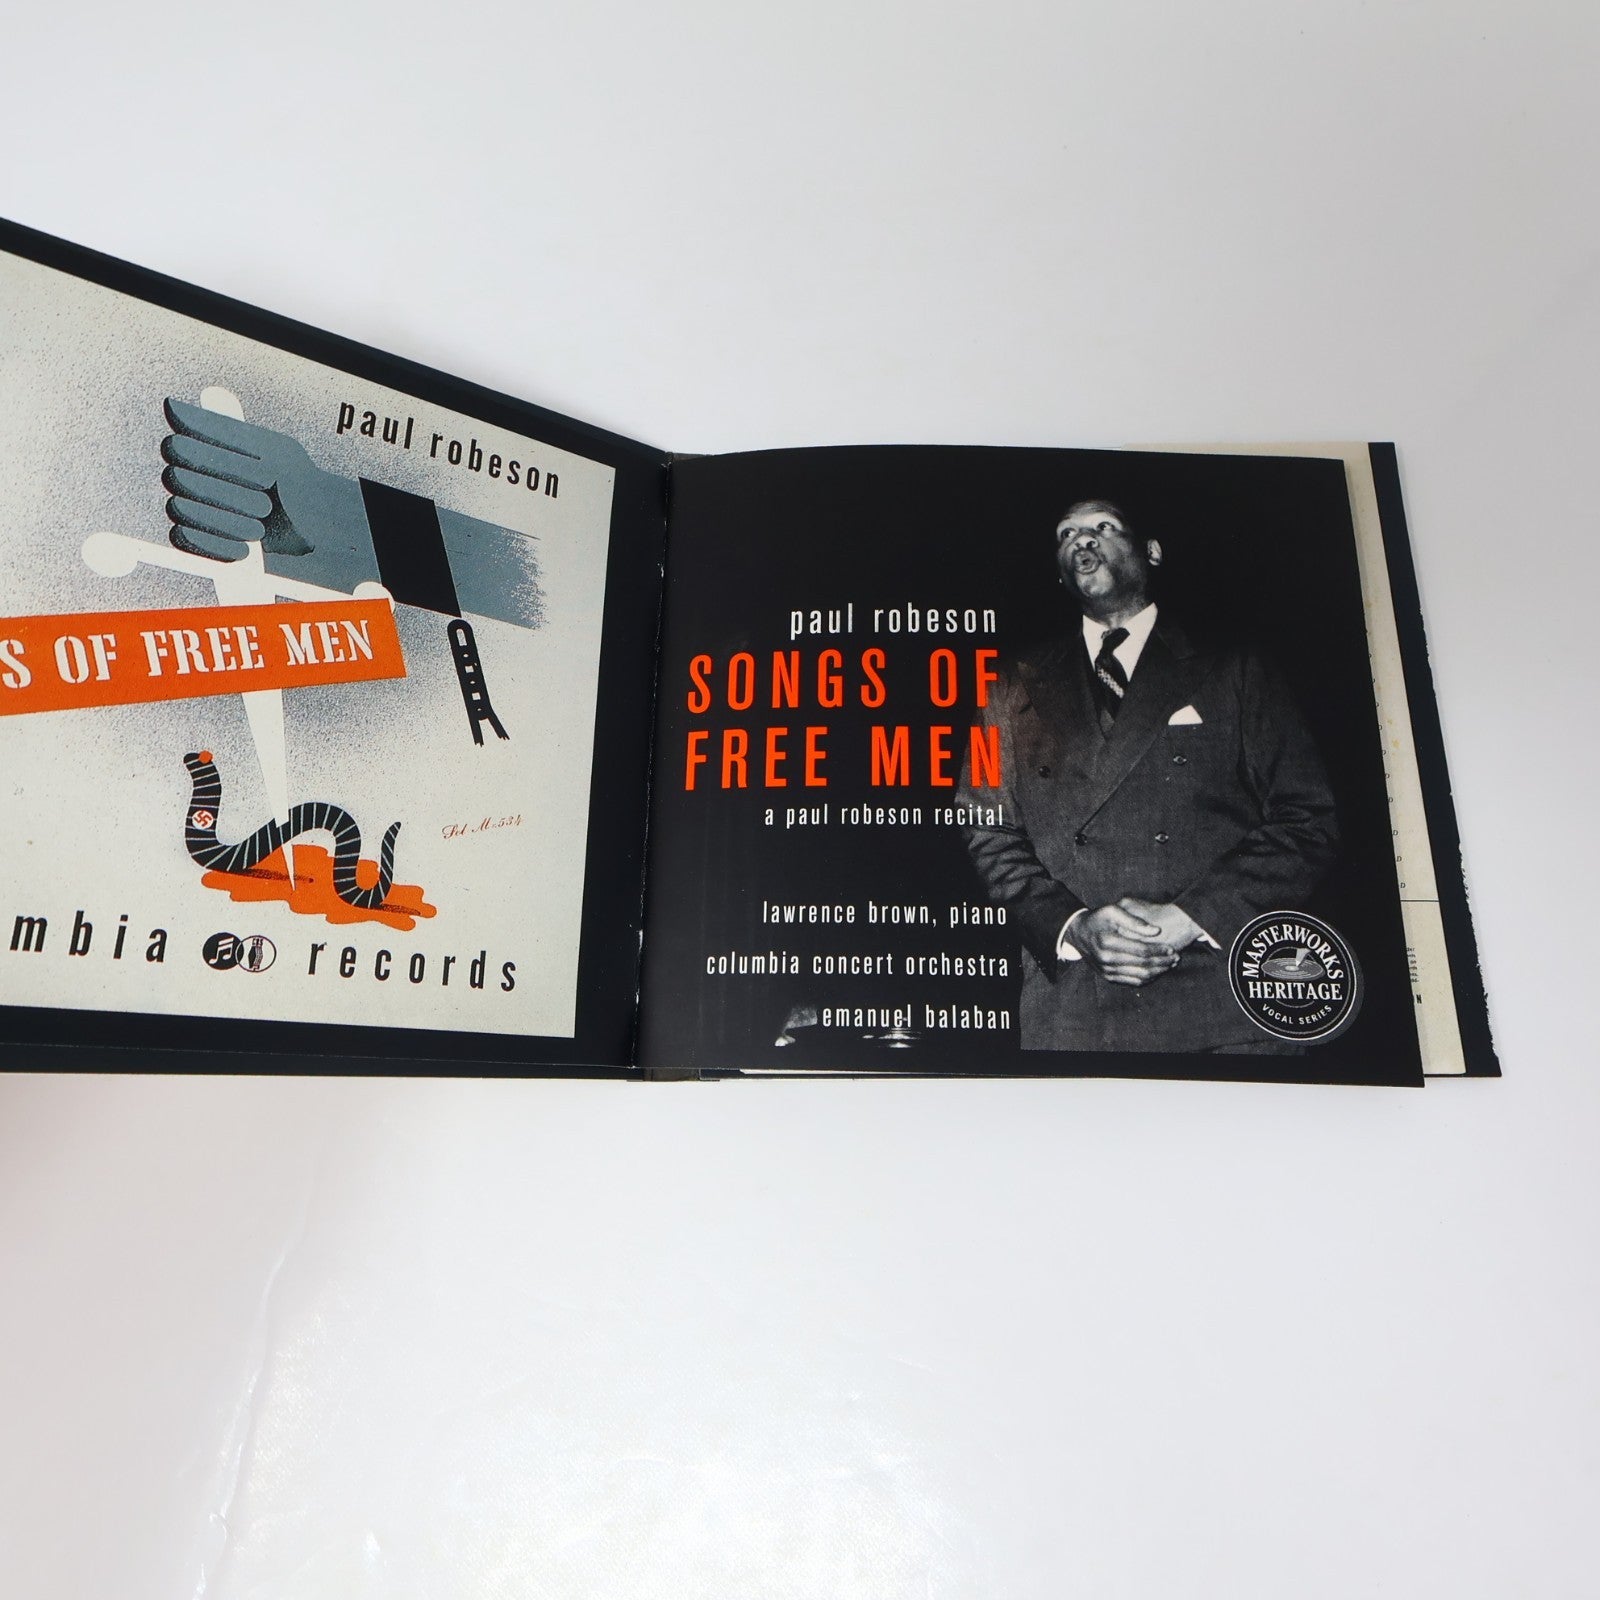 paul robeson
S OF FREE MEN
Set M-534
mbia records
paul robeson
SONGS OF
FREE MEN
a paul robeson recital
lawrence brown, piano
columbia concert orchestra
emanuel balaban
MASTERWORKS
HERITAGE
VOCAL SERIES